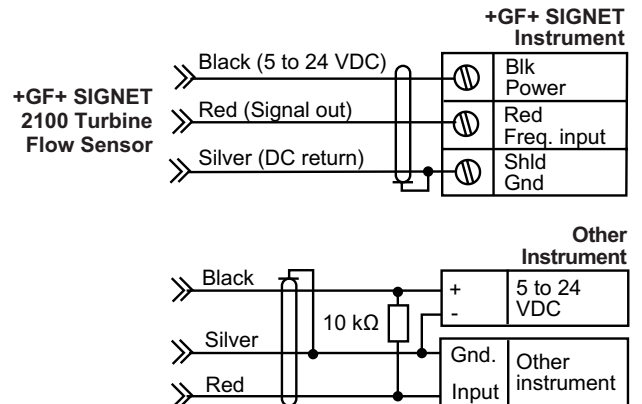 +GF+ SIGNET
Instrument
Black (5 to 24 VDC)
Blk
Power
+GF+ SIGNET
2100 Turbine
Flow Sensor
Red (Signal out)
Red
Freq. input
Silver (DC return)
Shld
Gnd
Other
Instrument
Black
+
5 to 24
VDC
-
10 kΩ
Silver
Gnd.
Other
instrument
Red
Input